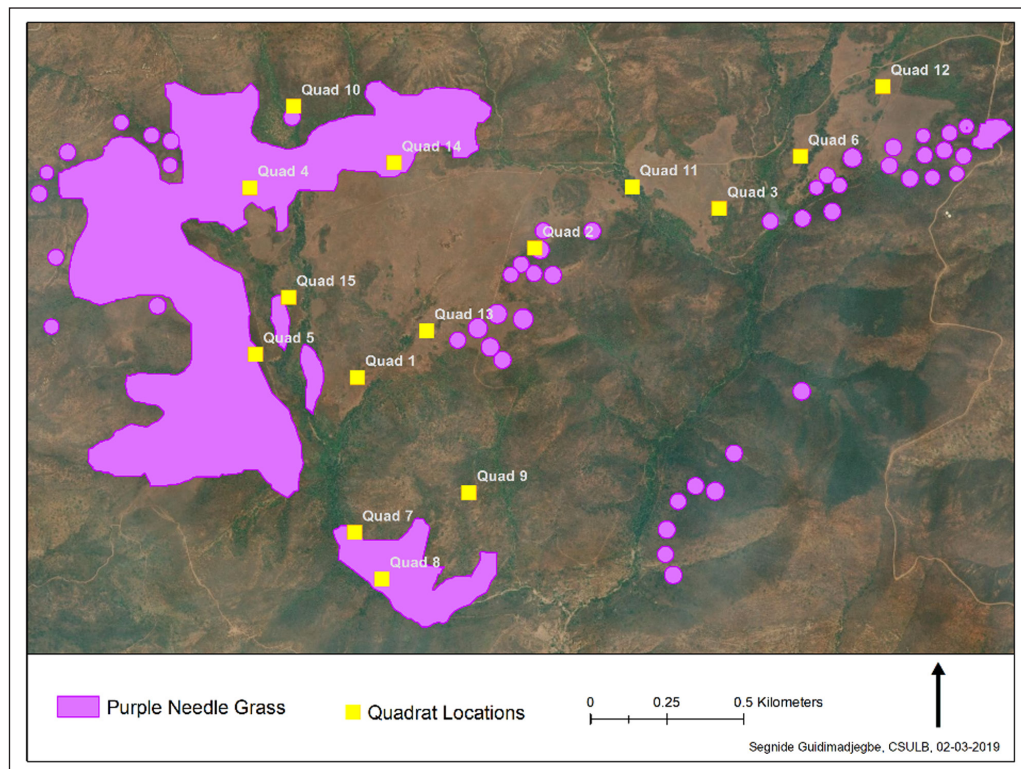 Quad 12
Quad 10
Quad 6
Quad 14
Quad 4
Quad 11
Quad 3
Quad 2
Quad 15
Quad 13
Quad 5
Quad 1
Quad 9
Quad 7
Quad 8
Purple Needle Grass
Quadrat Locations
0 0.25 0.5 Kilometers
Segnide Guidimadjegbe, CSULB, 02-03-2019